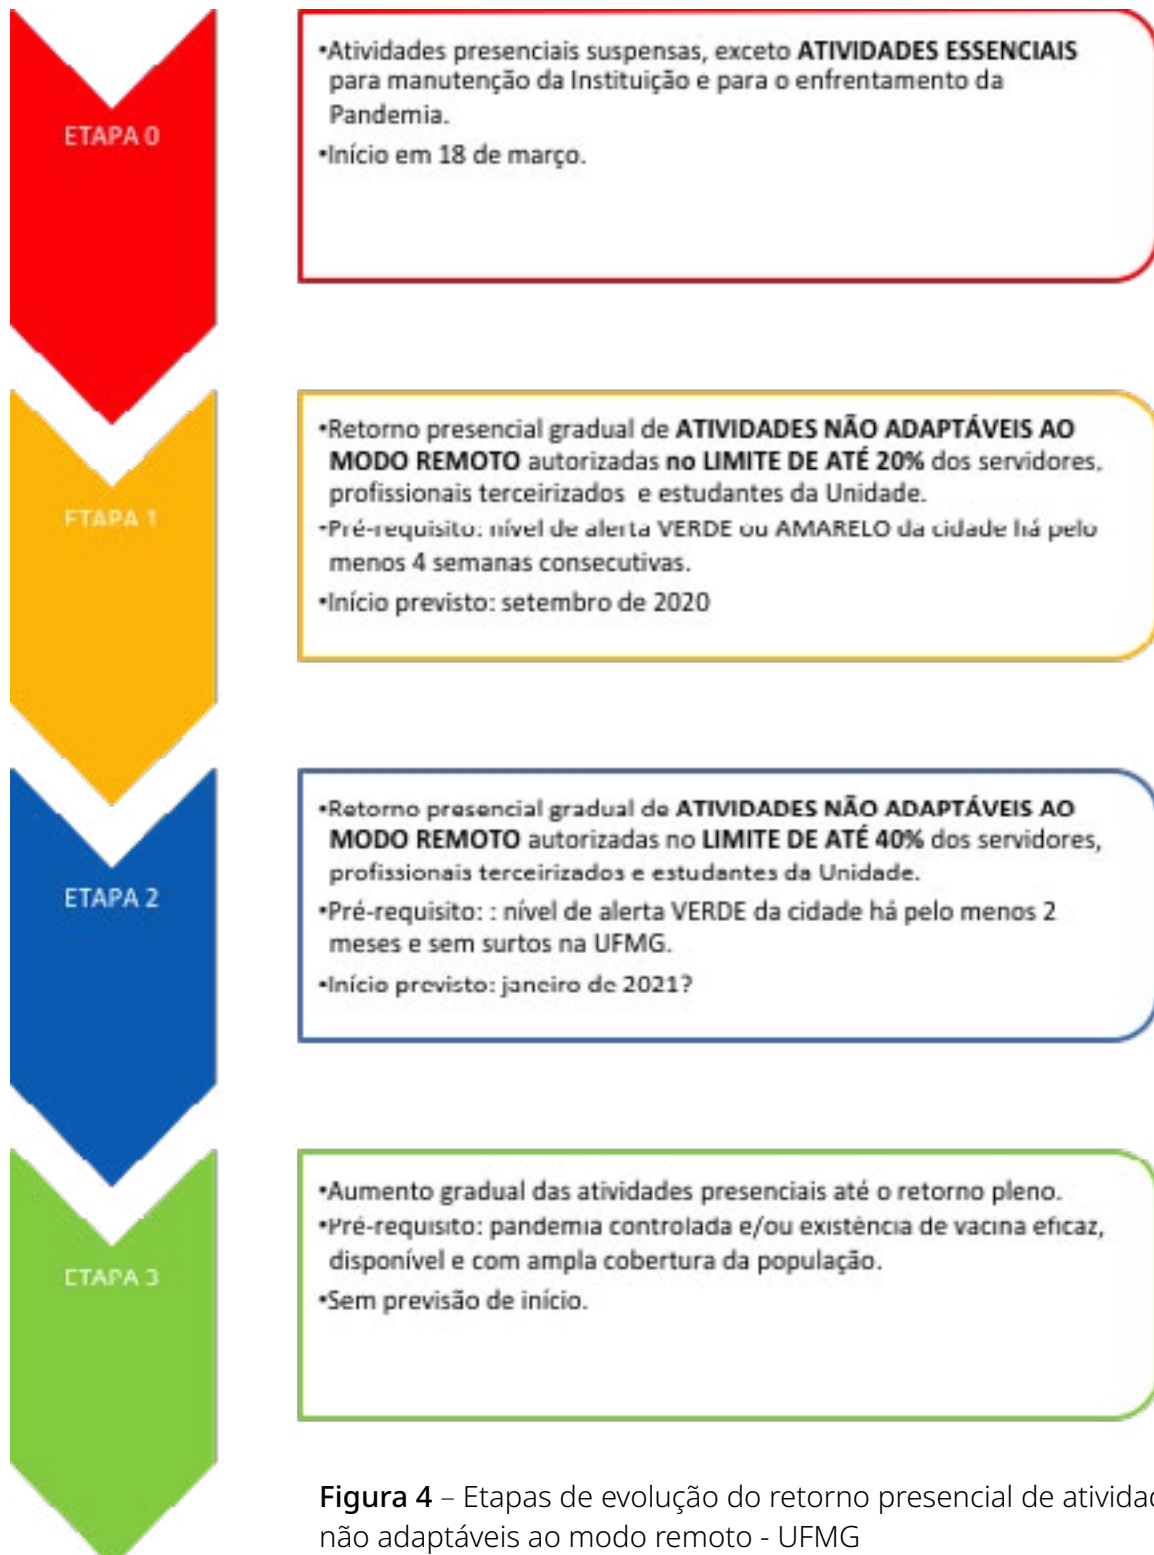 ETAPA 0
•Atividades presenciais suspensas, exceto ATIVIDADES ESSENCIAIS
para manutenção da Instituição e para o enfrentamento da
Pandemia.
•Início em 18 de março.
ETAPA 1
•Retorno presencial gradual de ATIVIDADES NÃO ADAPTÁVEIS AO
MODO REMOTO autorizadas no LIMITE DE ATÉ 20% dos servidores,
profissionais terceirizados e estudantes da Unidade.
•Pré-requisito: nível de alerta VERDE ou AMARELO da cidade há pelo
menos 4 semanas consecutivas.
•Início previsto: setembro de 2020
ETAPA 2
•Retorno presencial gradual de ATIVIDADES NÃO ADAPTÁVEIS AO
MODO REMOTO autorizadas no LIMITE DE ATÉ 40% dos servidores,
profissionais terceirizados e estudantes da Unidade.
•Pré-requisito: : nível de alerta VERDE da cidade há pelo menos 2
meses e sem surtos na UFMG.
•Início previsto: janeiro de 2021?
ETAPA 3
•Aumento gradual das atividades presenciais até o retorno pleno.
•Pré-requisito: pandemia controlada e/ou existência de vacina eficaz,
disponível e com ampla cobertura da população.
•Sem previsão de início.
Figura 4 – Etapas de evolução do retorno presencial de ativida
não adaptáveis ao modo remoto - UFMG